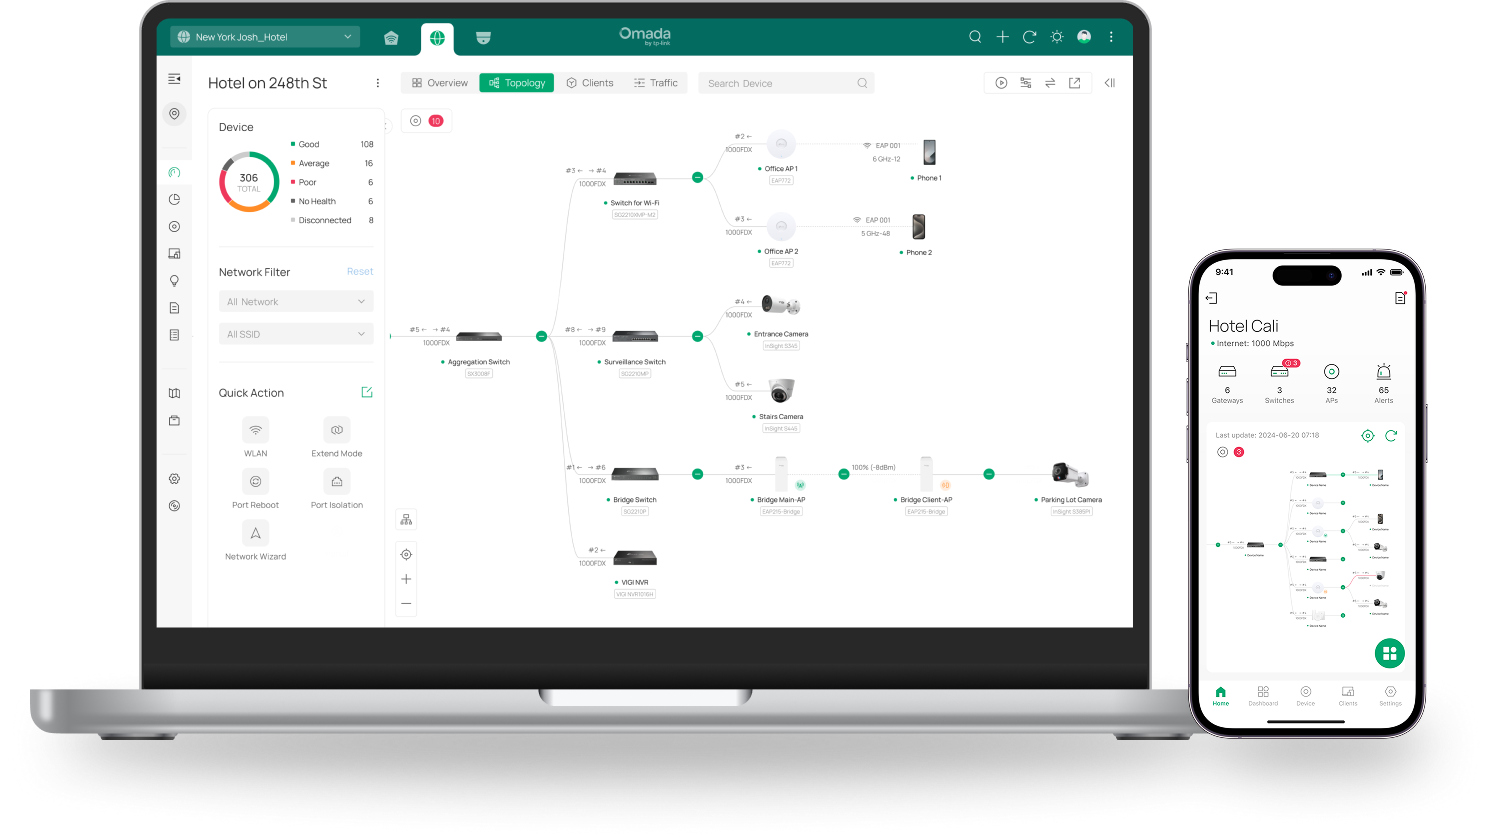 New York Josh_Hotel
Omada
by tp-link
Hotel on 248th St
Overview
Topology
Clients
Traffic
Search Device
10
Device
306
TOTAL
Good 108
Average 16
Poor 6
No Health 6
Disconnected 8
Network Filter Reset
All Network
All SSID
Quick Action
WLAN
Extend Mode
Port Reboot
Port Isolation
Network Wizard
#5 ← → #4
1000FDX
Aggregation Switch
SX3008F
#3 ← → #4
1000FDX
Switch for Wi-Fi
SG2210XMP-M2
#2 ←
1000FDX
Office AP 1
EAP772
EAP 001
6 GHz-12
Phone 1
#3 ←
1000FDX
Office AP 2
EAP772
EAP 001
5 GHz-48
Phone 2
#8 ← → #9
1000FDX
Surveillance Switch
SG2210MP
#4 ←
1000FDX
Entrance Camera
InSight S345
#5 ←
1000FDX
Stairs Camera
InSight S445
#1 ← → #6
1000FDX
Bridge Switch
SG2210P
#3 ←
1000FDX
Bridge Main-AP
EAP215-Bridge
100% (-8dBm)
Bridge Client-AP
EAP215-Bridge
Parking Lot Camera
InSight S385PI
#2 ←
1000FDX
VIGI NVR
VIGI NVR1016H
9:41
Hotel Cali
Internet: 1000 Mbps
3
6
Gateways
3
Switches
32
APs
65
Alerts
Last update: 2024-06-20 07:18
3
Home
Dashboard
Device
Clients
Settings